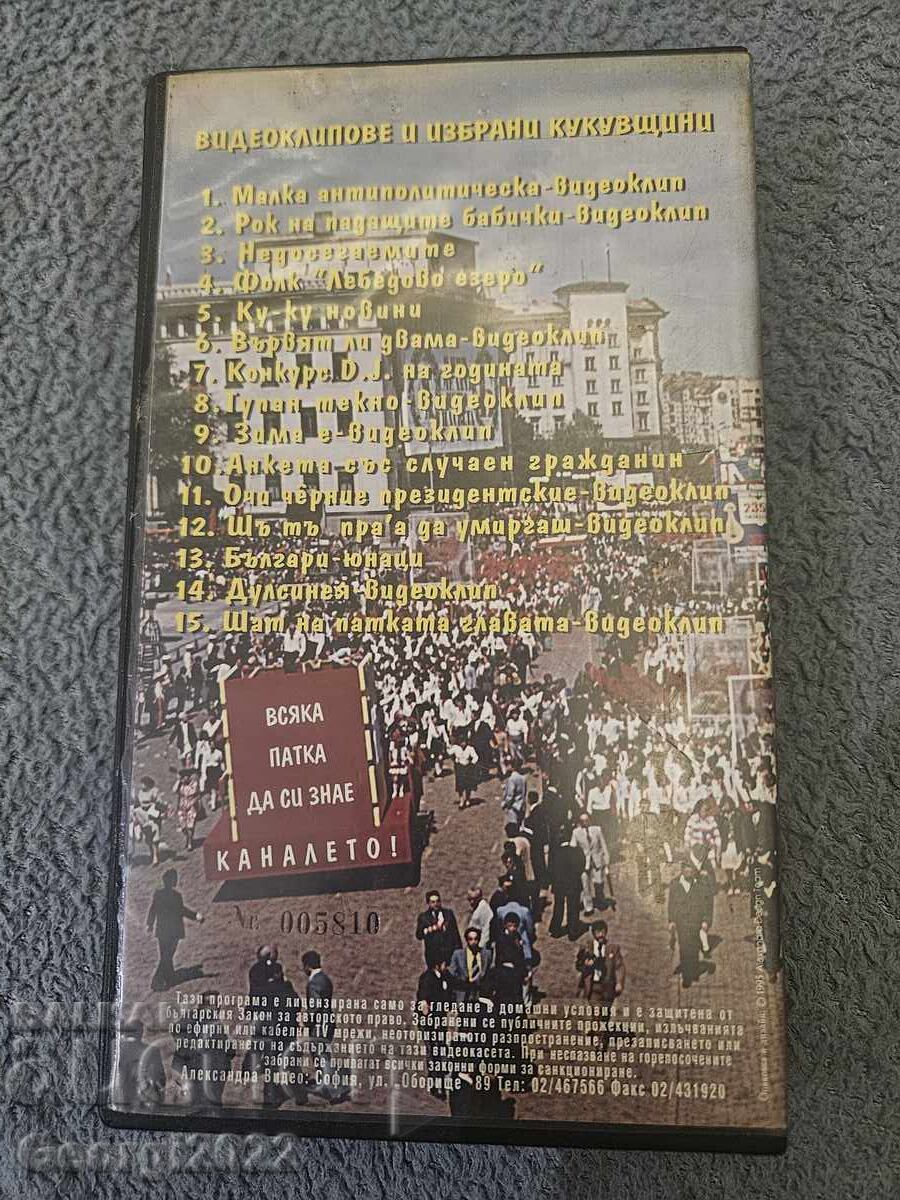 ВИДЕОКЛИПОВЕ И ИЗБРАНИ КУКУВЩИНИ
1. Малка антиполитическа-видеоклип
2. Рок на падащите бабички-видеоклип
3. Недосегаемите
4. Фолк "Лебедово езеро"
5. Ку-ку новини
6. Вървят ли двама-видеоклип
7. Конкурс D.J. на годината
8. Тупан текно-видеоклип
9. Зима е-видеоклип
10. Анкета със случаен гражданин
11. Очи чёрние президентские-видеоклип
12. Шъ тъ пра'а да умиргаш-видеоклип
13. Българи-юнаци
14. Дулсинея-видеоклип
15. Шат на патката главата-видеоклип
735
ВСЯКА
ПАТКА
ДА СИ ЗНАЕ
КАНАЛЕТО!
№ 005810
Тази програма е лицензирана само за гледане в домашни условия и е защитена от
българския Закон за авторското право. Забранени се публичните прожекции, излъчванията
по ефирни или кабелни TV мрежи, неоторизираното разпространение, презаписването или
редактирането на съдържанието на тази видеокасета. При неспазване на горепосочените
забрани се прилагат всички законни форми за санкциониране.
Александра Видео: София, ул. "Оборище" 89 Тел: 02/467566 Факс 02/431920
© 1995
georgi2022